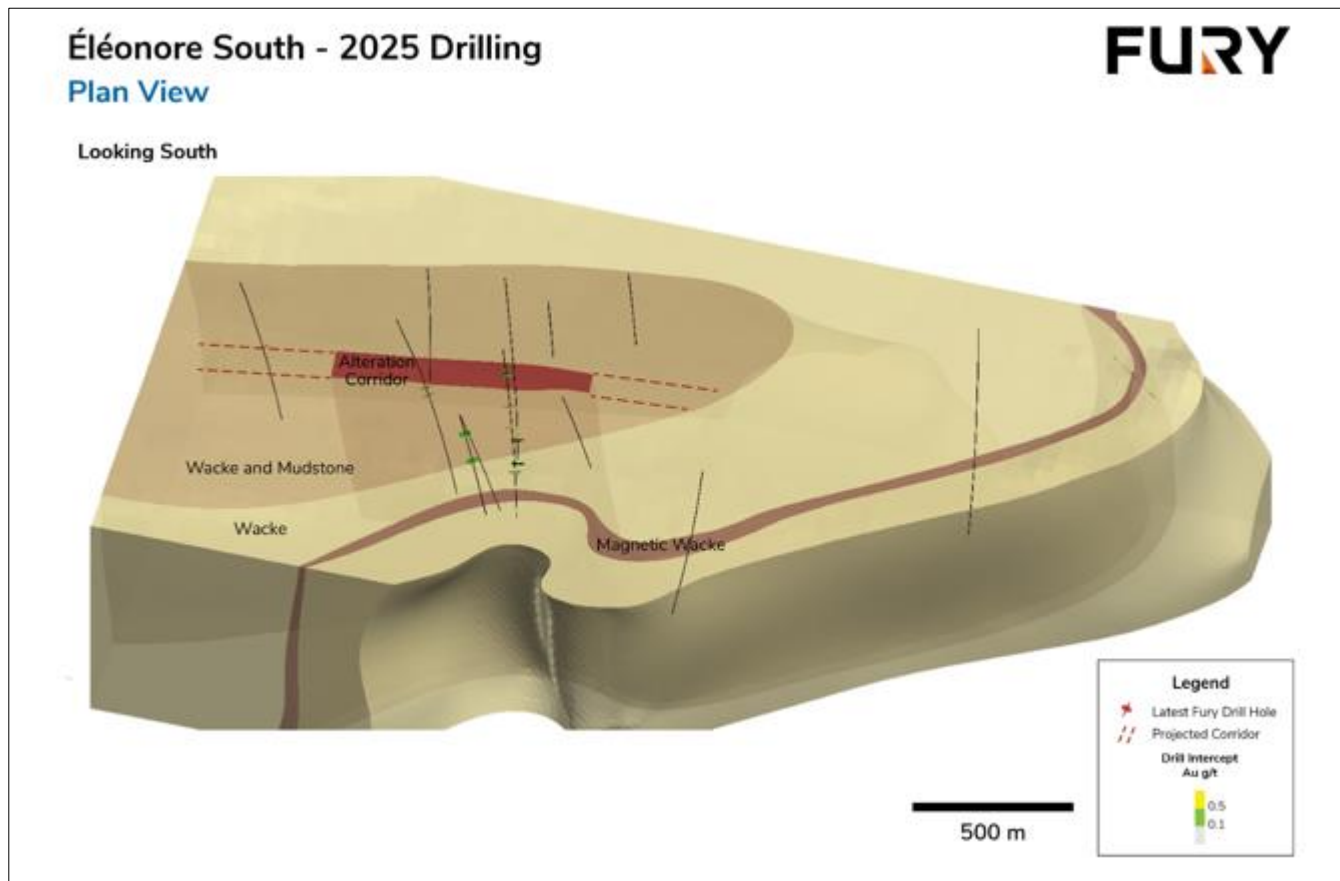 Éléonore South - 2025 Drilling
FURY
Plan View
Looking South
Alteration
Corridor
Wacke and Mudstone
Wacke
Magnetic Wacke
Legend
Latest Fury Drill Hole
Projected Corridor
Drill Intercept
Au g/t
0.5
0.1
500 m